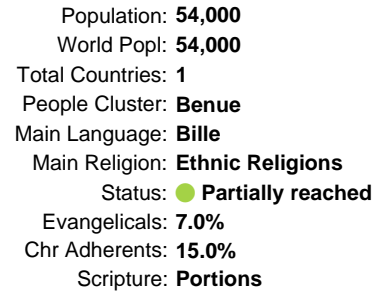 Population: 54,000
World Popl: 54,000
Total Countries: 1
People Cluster: Benue
Main Language: Bille
Main Religion: Ethnic Religions
Status: Partially reached
Evangelicals: 7.0%
Chr Adherents: 15.0%
Scripture: Portions